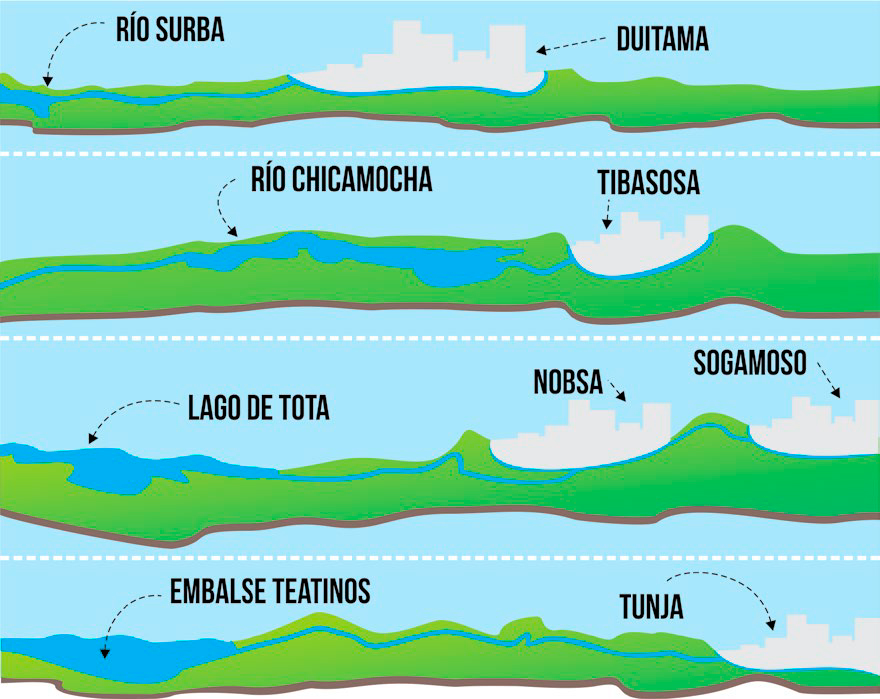 RÍO SURBA
DUITAMA
RÍO CHICAMOCHA
TIBASOSA
LAGO DE TOTA
NOBSA
SOGAMOSO
EMBALSE TEATINOS
TUNJA